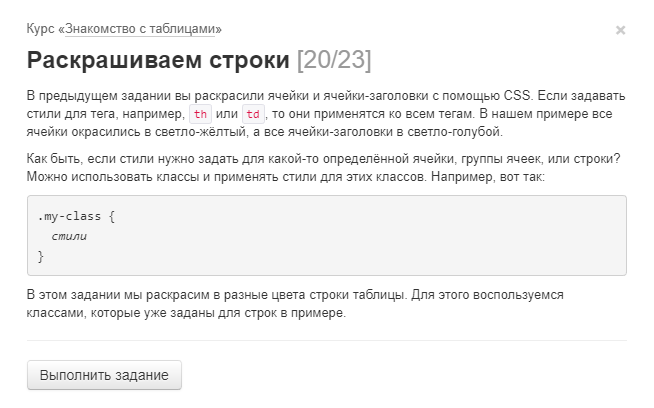 Курс «Знакомство с таблицами»
×
Раскрашиваем строки [20/23]
В предыдущем задании вы раскрасили ячейки и ячейки-заголовки с помощью CSS. Если задавать
стили для тега, например, th или td, то они применятся ко всем тегам. В нашем примере все
ячейки окрасились в светло-жёлтый, а все ячейки-заголовки в светло-голубой.
Как быть, если стили нужно задать для какой-то определённой ячейки, группы ячеек, или строки?
Можно использовать классы и применять стили для этих классов. Например, вот так:
.my-class {
стили
}
В этом задании мы раскрасим в разные цвета строки таблицы. Для этого воспользуемся
классами, которые уже заданы для строк в примере.
Выполнить задание